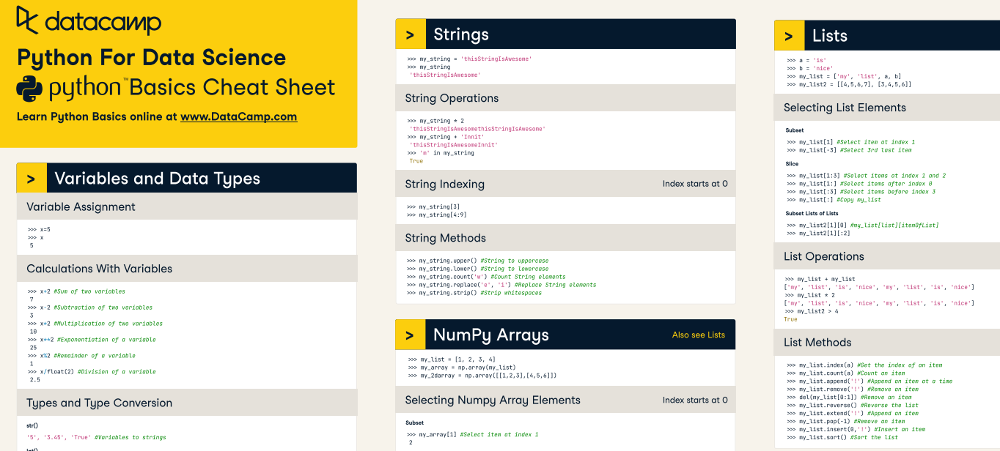 datacamp
Python For Data Science
python™ Basics Cheat Sheet
Learn Python Basics online at www.DataCamp.com
> Variables and Data Types
Variable Assignment
>>> x=5
>>> x
5
Calculations With Variables
>>> x+2 #Sum of two variables
7
>>> x-2 #Subtraction of two variables
3
>>> x*2 #Multiplication of two variables
10
>>> x**2 #Exponentiation of a variable
25
>>> x%2 #Remainder of a variable
1
>>> x/float(2) #Division of a variable
2.5
Types and Type Conversion
str()
'5', '3.45', 'True' #Variables to strings
int()
> Strings
>>> my_string = 'thisStringIsAwesome'
>>> my_string
'thisStringIsAwesome'
String Operations
>>> my_string * 2
'thisStringIsAwesomethisStringIsAwesome'
>>> my_string + 'Innit'
'thisStringIsAwesomeInnit'
>>> 'm' in my_string
True
String Indexing Index starts at 0
>>> my_string[3]
>>> my_string[4:9]
String Methods
>>> my_string.upper() #String to uppercase
>>> my_string.lower() #String to lowercase
>>> my_string.count('w') #Count String elements
>>> my_string.replace('e', 'i') #Replace String elements
>>> my_string.strip() #Strip whitespaces
> NumPy Arrays Also see Lists
>>> my_list = [1, 2, 3, 4]
>>> my_array = np.array(my_list)
>>> my_2darray = np.array([[1,2,3],[4,5,6]])
Selecting Numpy Array Elements Index starts at 0
Subset
>>> my_array[1] #Select item at index 1
2
> Lists
>>> a = 'is'
>>> b = 'nice'
>>> my_list = ['my', 'list', a, b]
>>> my_list2 = [[4,5,6,7], [3,4,5,6]]
Selecting List Elements
Subset
>>> my_list[1] #Select item at index 1
>>> my_list[-3] #Select 3rd last item
Slice
>>> my_list[1:3] #Select items at index 1 and 2
>>> my_list[1:] #Select items after index 0
>>> my_list[:3] #Select items before index 3
>>> my_list[:] #Copy my_list
Subset Lists of Lists
>>> my_list2[1][0] #my_list[list][itemOfList]
>>> my_list2[1][:2]
List Operations
>>> my_list + my_list
['my', 'list', 'is', 'nice', 'my', 'list', 'is', 'nice']
>>> my_list * 2
['my', 'list', 'is', 'nice', 'my', 'list', 'is', 'nice']
>>> my_list2 > 4
True
List Methods
>>> my_list.index(a) #Get the index of an item
>>> my_list.count(a) #Count an item
>>> my_list.append('!') #Append an item at a time
>>> my_list.remove('!') #Remove an item
>>> del(my_list[0:1]) #Remove an item
>>> my_list.reverse() #Reverse the list
>>> my_list.extend('!') #Append an item
>>> my_list.pop(-1) #Remove an item
>>> my_list.insert(0,'!') #Insert an item
>>> my_list.sort() #Sort the list